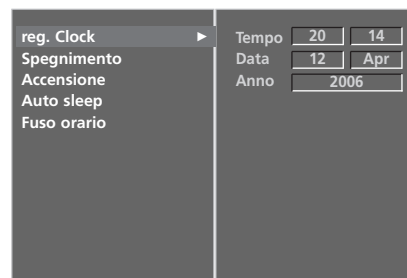 reg. Clock ►
Spegnimento
Accensione
Auto sleep
Fuso orario
Tempo 20 14
Data 12 Apr
Anno 2006